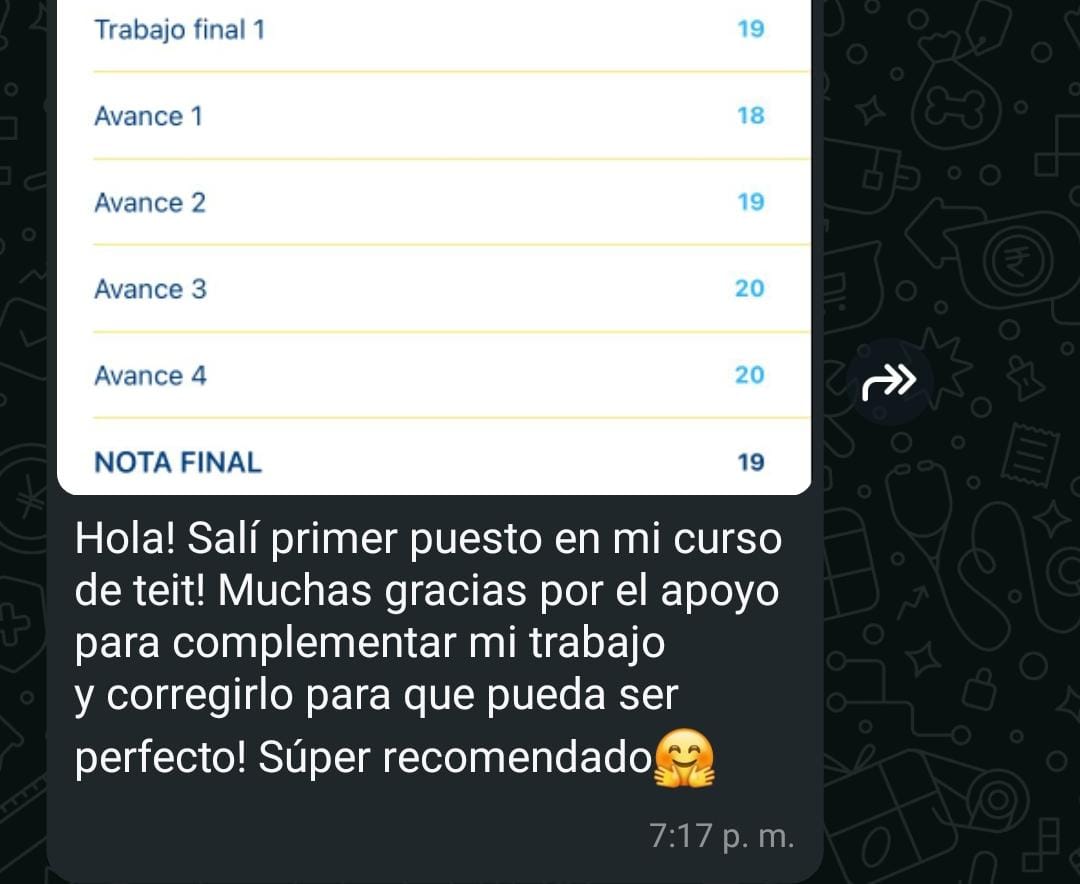 Trabajo final 1 19
Avance 1 18
Avance 2 19
Avance 3 20
Avance 4 20
NOTA FINAL 19
Hola! Salí primer puesto en mi curso
de teit! Muchas gracias por el apoyo
para complementar mi trabajo
y corregirlo para que pueda ser
perfecto! Súper recomendado🤗
7:17 p. m.